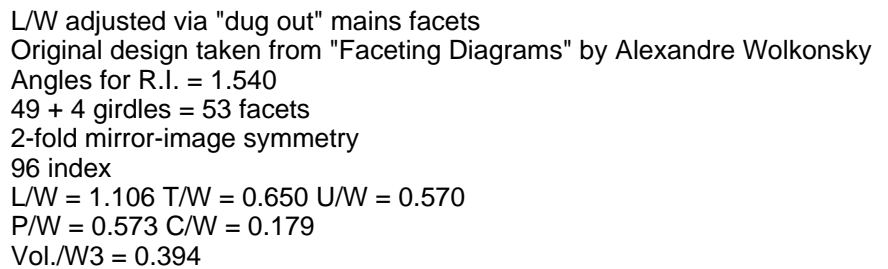 L/W adjusted via "dug out" mains facets
Original design taken from "Faceting Diagrams" by Alexandre Wolkonsky
Angles for R.I. = 1.540
49 + 4 girdles = 53 facets
2-fold mirror-image symmetry
96 index
L/W = 1.106 T/W = 0.650 U/W = 0.570
P/W = 0.573 C/W = 0.179
Vol./W3 = 0.394